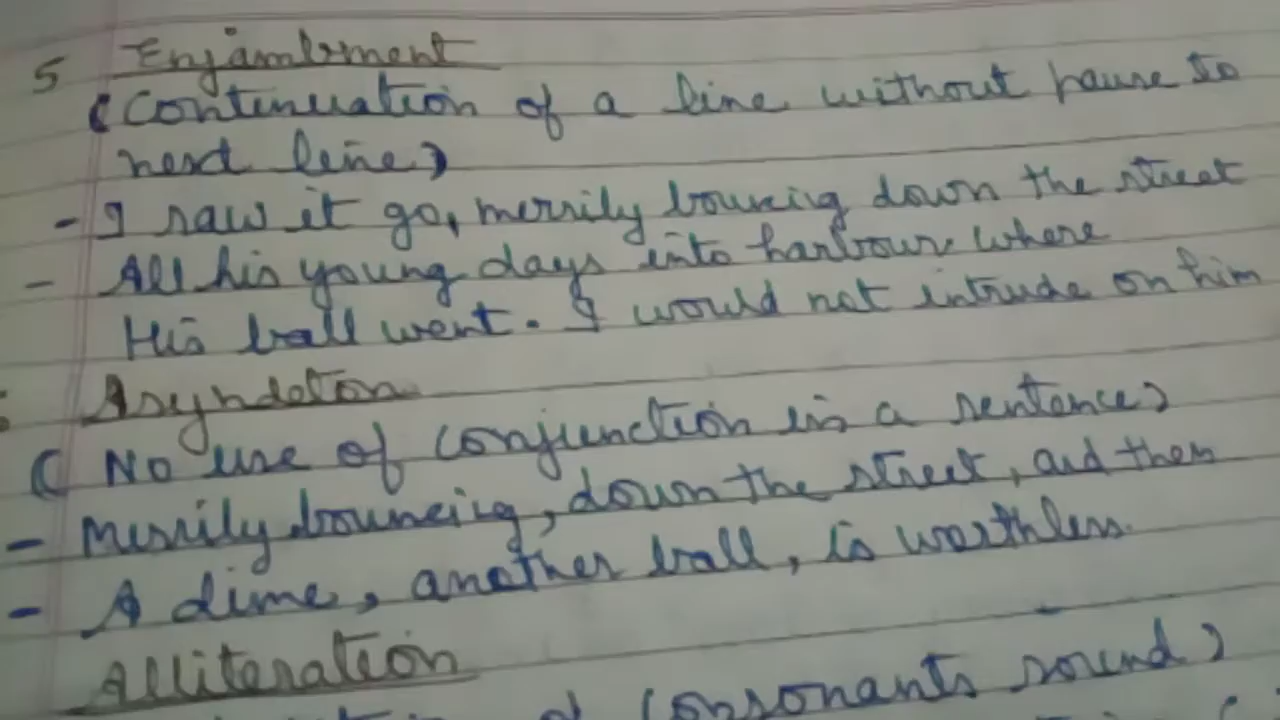 5 Enjambment
(Continuation of a line without pause to
next line)
- I saw it go, merrily bouncing down the street
- All his young days into harbour where
His ball went. I would not intrude on him
Asyndeton
( No use of conjunction in a sentence)
- Merrily bouncing, down the street, and then
- A dime, another ball, is worthless.
Alliteration
of consonants sound)